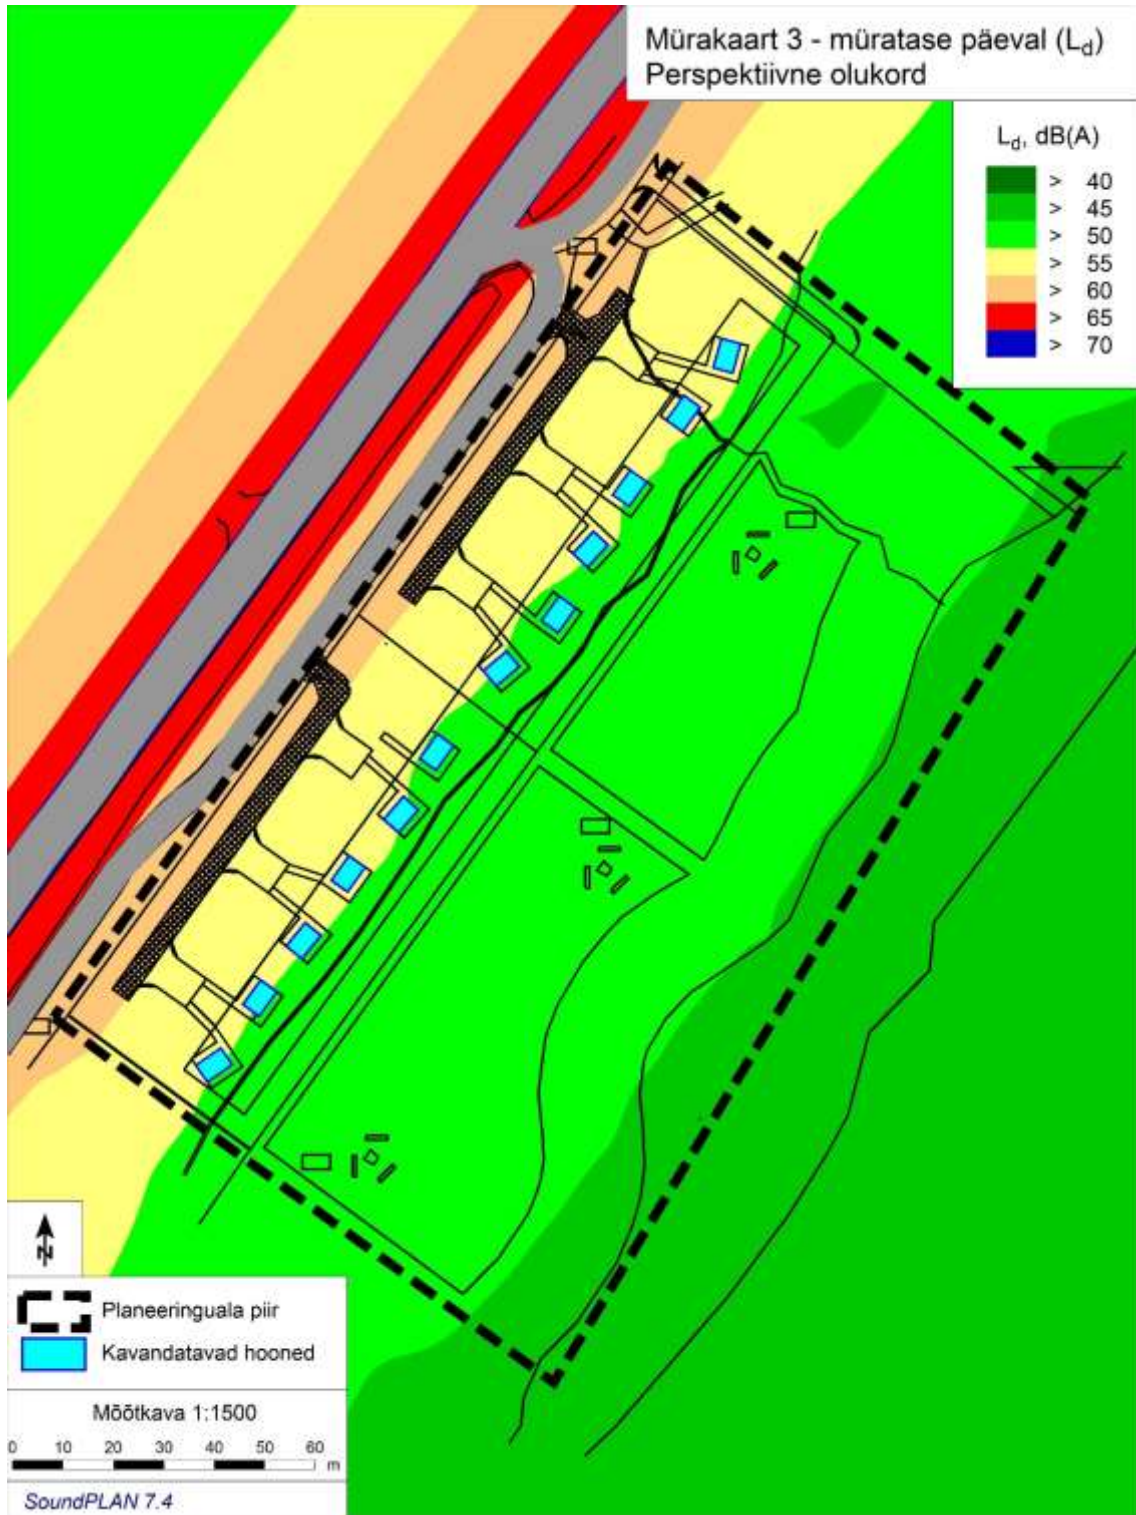 Mürakaart 3 - müratase päeval (Ld)
Perspektiivne olukord
Ld, dB(A)
> 40
> 45
> 50
> 55
> 60
> 65
> 70
N
Planeeringuala piir
Kavandatavad hooned
Mõõtkava 1:1500
0 10 20 30 40 50 60
m
SoundPLAN 7.4